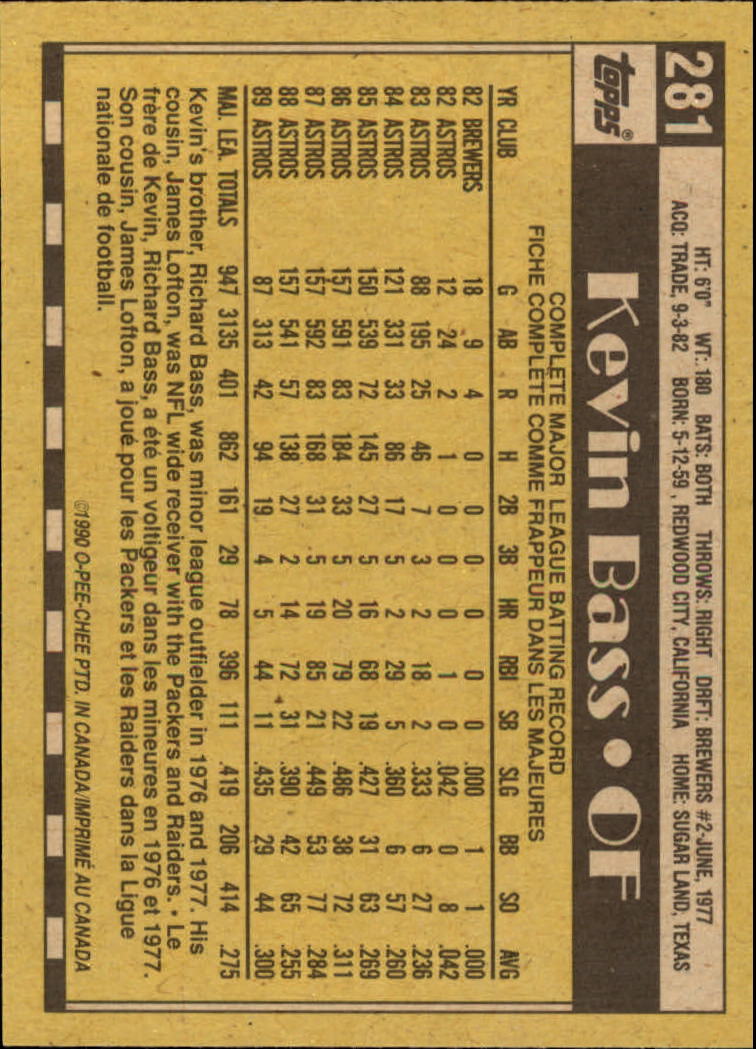 281
topps®
HT: 6'0" WT: 180 BATS: BOTH THROWS: RIGHT DRFT: BREWERS #2-JUNE, 1977
ACQ: TRADE, 9-3-82 BORN: 5-12-59, REDWOOD CITY, CALIFORNIA HOME: SUGAR LAND, TEXAS
Kevin Bass • OF
COMPLETE MAJOR LEAGUE BATTING RECORD
FICHE COMPLÈTE COMME FRAPPEUR DANS LES MAJEURES
YR CLUB G AB R H 2B 3B HR RBI SB SLG BB SO AVG
82 BREWERS 18 9 4 0 0 0 0 0 0 .000 1 1 .000
82 ASTROS 12 24 2 1 0 0 0 1 0 .042 0 8 .042
83 ASTROS 88 195 25 46 7 3 2 18 2 .333 6 27 .236
84 ASTROS 121 331 33 86 17 5 2 29 5 .360 6 57 .260
85 ASTROS 150 539 72 145 27 5 16 68 19 .427 31 63 .269
86 ASTROS 157 591 83 184 33 5 20 79 22 .486 38 72 .311
87 ASTROS 157 592 83 168 31 5 19 85 21 .449 53 77 .284
88 ASTROS 157 541 57 138 27 2 14 72 31 .390 42 65 .255
89 ASTROS 87 313 42 94 19 4 5 44 11 .435 29 44 .300
MAJ. LEA. TOTALS 947 3135 401 862 161 29 78 396 111 .419 206 414 .275
Kevin's brother, Richard Bass, was minor league outfielder in 1976 and 1977. His
cousin, James Lofton, was NFL wide receiver with the Packers and Raiders. • Le
frère de Kevin, Richard Bass, a été un voltigeur dans les mineures en 1976 et 1977.
Son cousin, James Lofton, a joué pour les Packers et les Raiders dans la Ligue
nationale de football.
©1990 O-PEE-CHEE PTD. IN CANADA/IMPRIMÉ AU CANADA